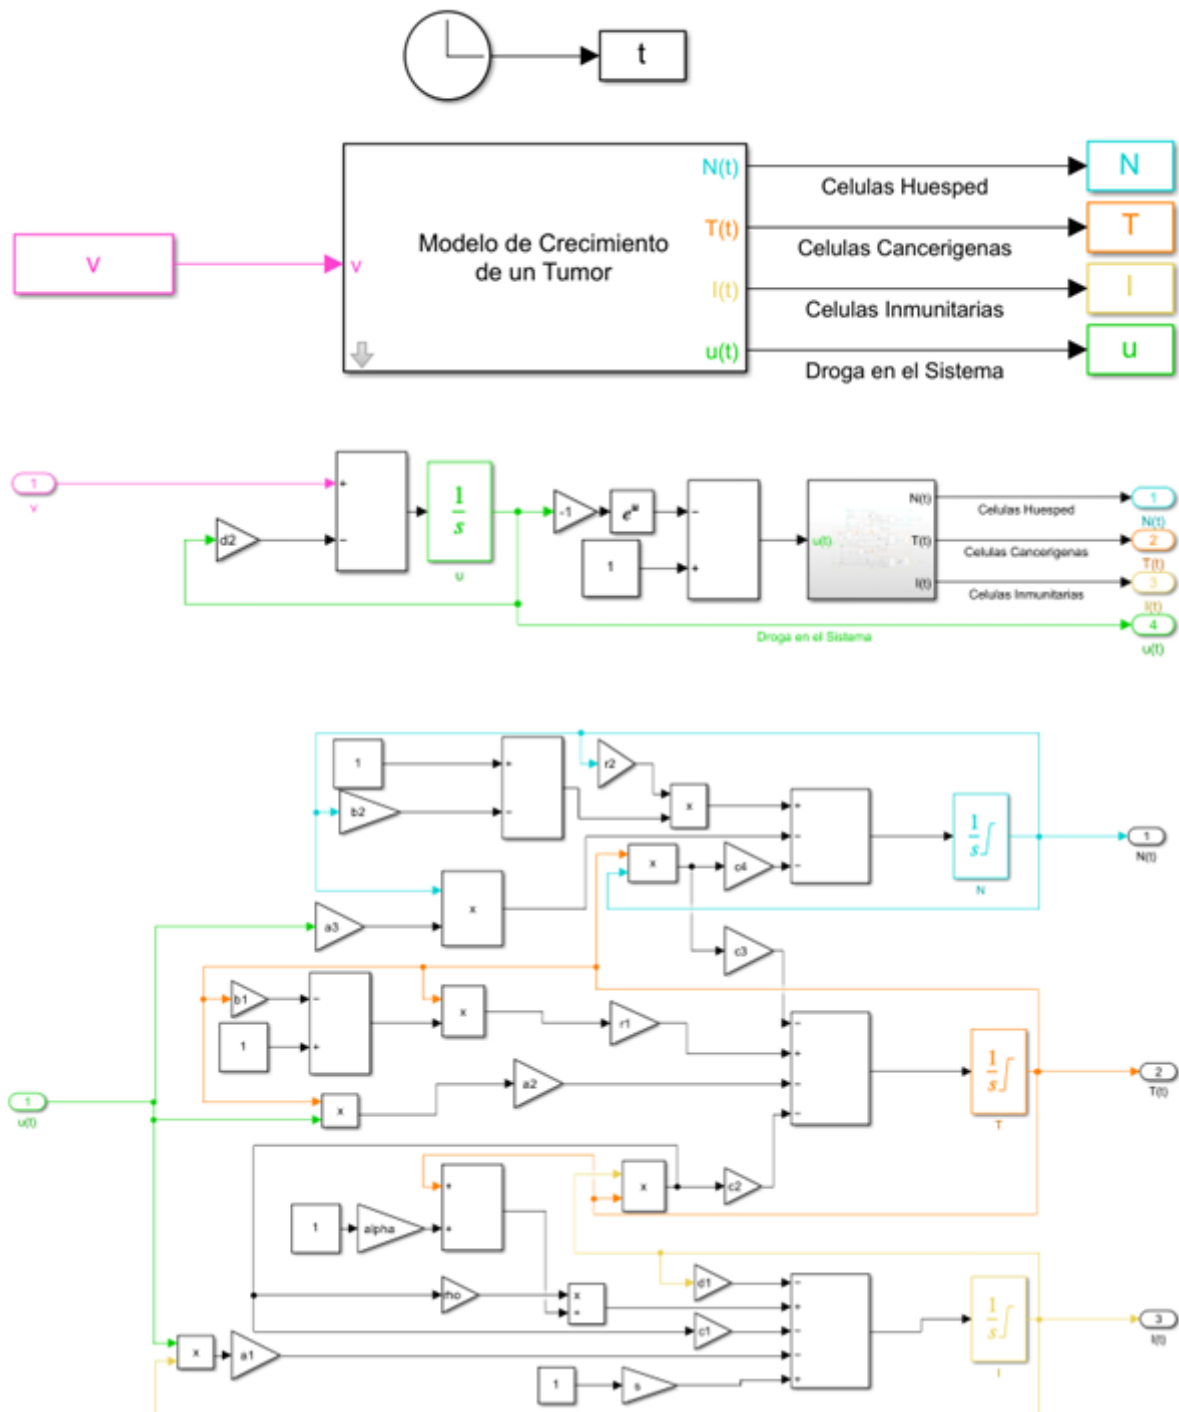 t
v
v
Modelo de Crecimiento
de un Tumor
N(t)
T(t)
I(t)
u(t)
Celulas Huesped
Celulas Cancerigenas
Celulas Inmunitarias
Droga en el Sistema
N
T
I
u
1
v
+
-
d2
1
s
u
-1
e^u
1
-
+
u(t)
N(t)
T(t)
I(t)
Celulas Huesped
Celulas Cancerigenas
Celulas Inmunitarias
Droga en el Sistema
1
N(t)
2
T(t)
3
I(t)
4
u(t)
1
b2
+
-
r2
x
x
c4
+
-
-
1
s
N
1
N(t)
x
a3
c3
b1
1
-
+
x
r1
x
a2
-
+
-
-
1
s
T
2
T(t)
1
u(t)
1
alpha
+
+
x
c2
rho
x
÷
d1
c1
-
+
-
-
+
1
s
I
3
I(t)
x
a1
1
s